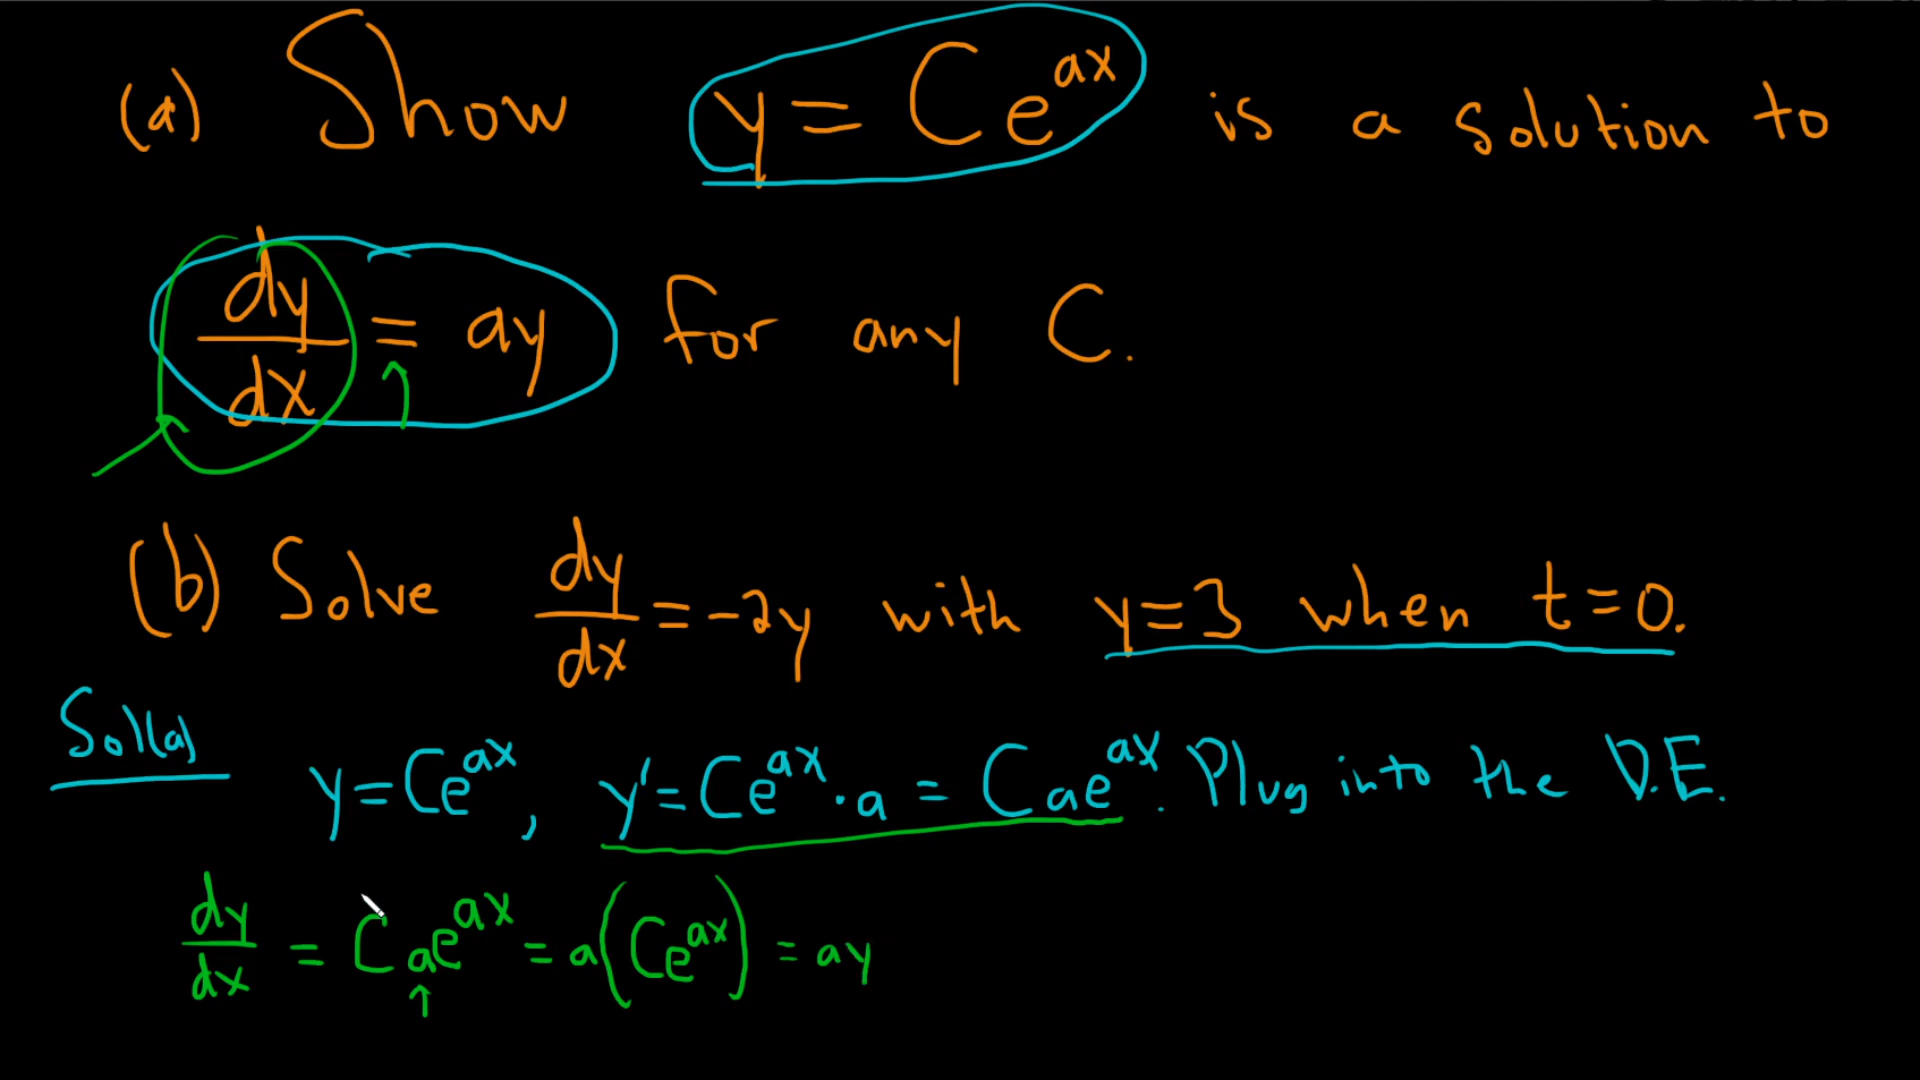 (a) Show y = Ce^{ax} is a solution to
dy/dx = ay for any C.
(b) Solve dy/dx = -2y with y=3 when t=0.
Sol(a) y=Ce^{ax}, y'=Ce^{ax}·a = Cae^{ax}. Plug into the D.E.
dy/dx = Cae^{ax} = a(Ce^{ax}) = ay